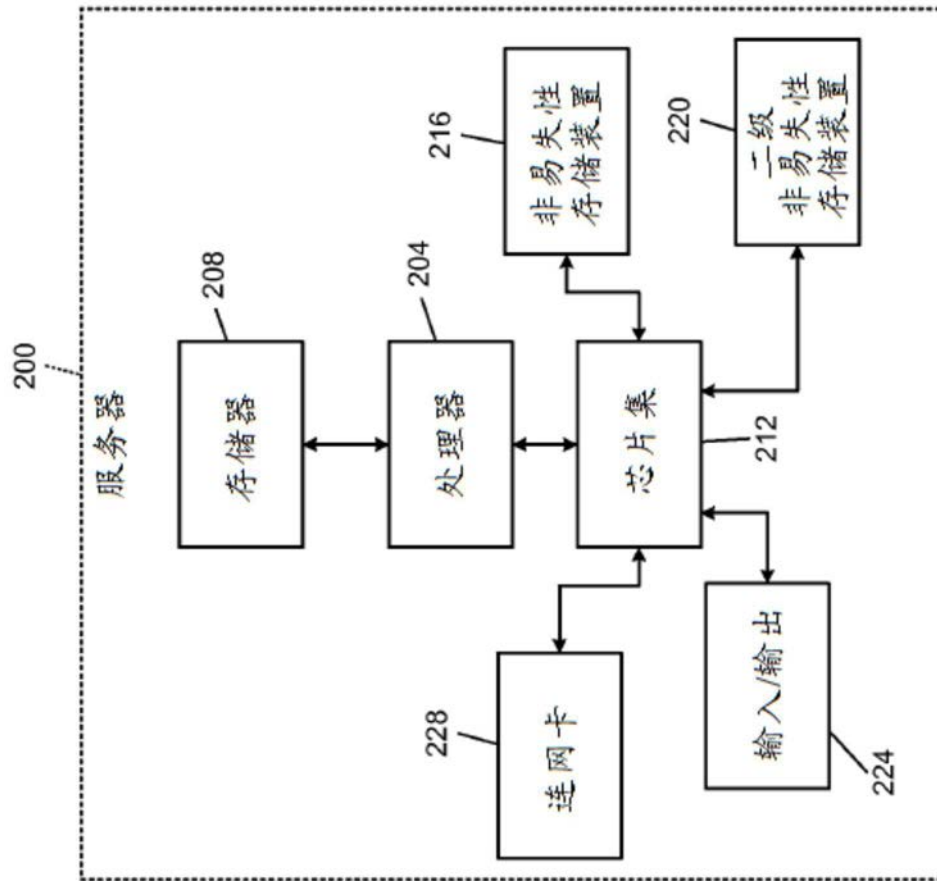 200
服务器
208
存储器
204
处理器
216
非易失性
存储装置
220
二级
非易失性
存储装置
芯片集
212
228
连网卡
输入/输出
224